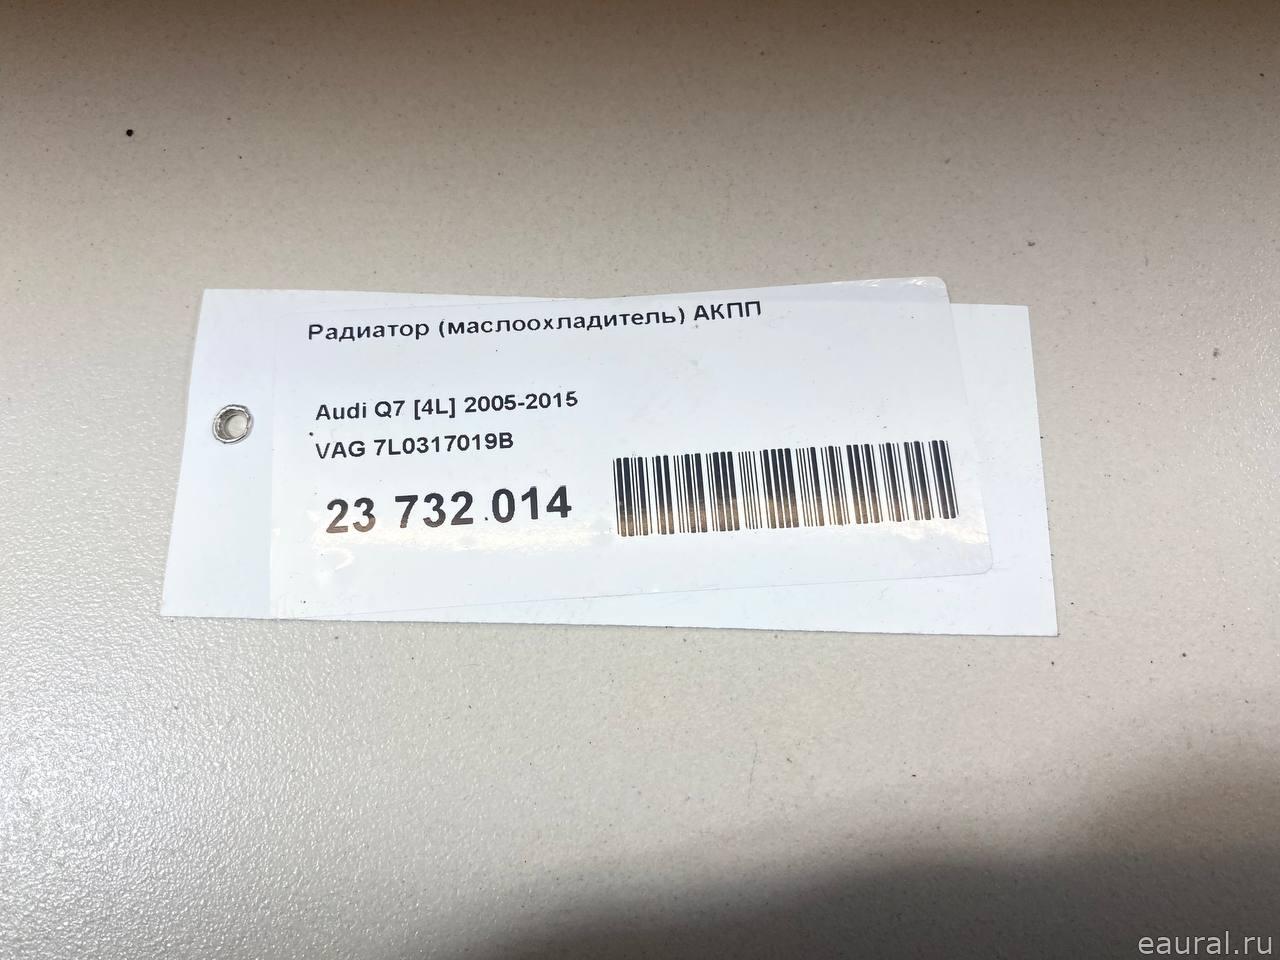 Радиатор (маслоохладитель) АКПП
Audi Q7 [4L] 2005-2015
VAG 7L0317019B
23 732 014
eaural.ru